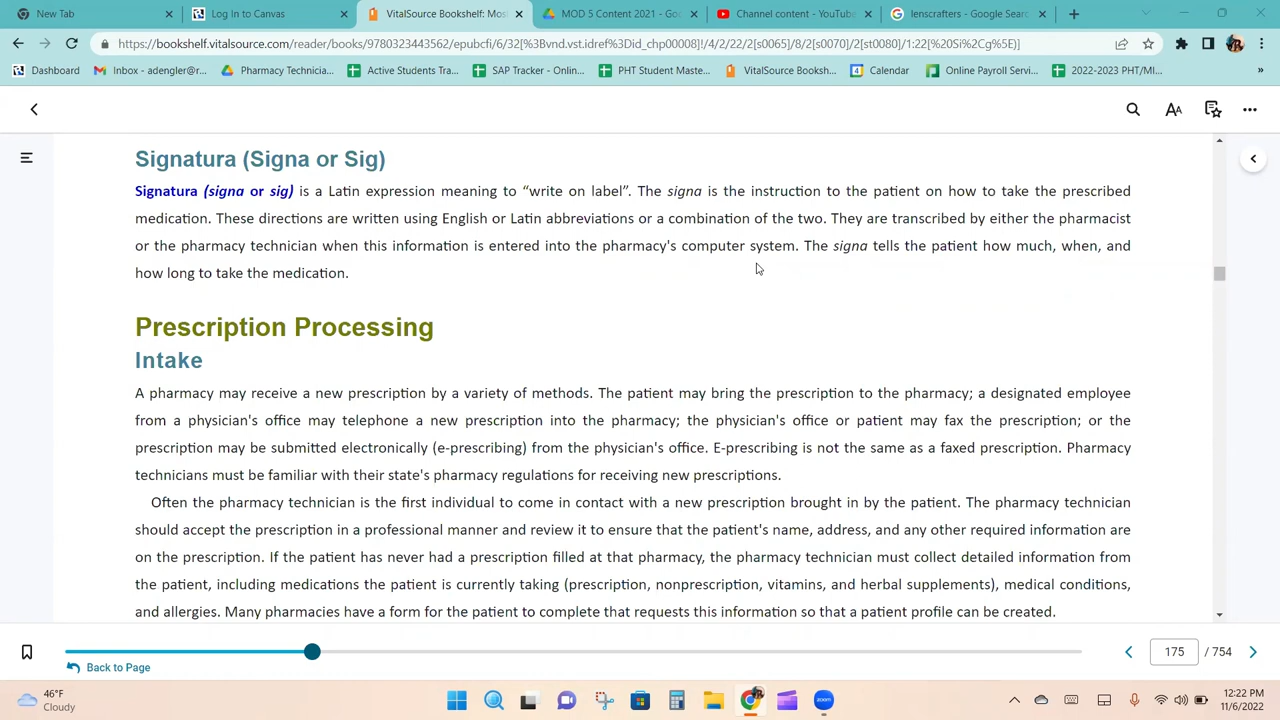 New Tab
Log In to Canvas
VitalSource Bookshelf: Mos
MOD 5 Content 2021 - Go
Channel content - YouTube
lenscrafters - Google Sear
https://bookshelf.vitalsource.com/reader/books/9780323443562/epubcfi/6/32[%3Bvnd.vst.idref%3Did_chp00008]!/4/2/22/2[s0065]/8/2[s0070]/2[st0080]/1:22[%20Si%2Cg%5E)]
Dashboard
Inbox - adengler@r...
Pharmacy Technicia...
Active Students Tra...
SAP Tracker - Onlin...
PHT Student Maste...
VitalSource Booksh...
Calendar
Online Payroll Servi...
2022-2023 PHT/MI...
Signatura (Signa or Sig)
Signatura (signa or sig) is a Latin expression meaning to “write on label”. The signa is the instruction to the patient on how to take the prescribed
medication. These directions are written using English or Latin abbreviations or a combination of the two. They are transcribed by either the pharmacist
or the pharmacy technician when this information is entered into the pharmacy's computer system. The signa tells the patient how much, when, and
how long to take the medication.
Prescription Processing
Intake
A pharmacy may receive a new prescription by a variety of methods. The patient may bring the prescription to the pharmacy; a designated employee
from a physician's office may telephone a new prescription into the pharmacy; the physician's office or patient may fax the prescription; or the
prescription may be submitted electronically (e-prescribing) from the physician's office. E-prescribing is not the same as a faxed prescription. Pharmacy
technicians must be familiar with their state's pharmacy regulations for receiving new prescriptions.
Often the pharmacy technician is the first individual to come in contact with a new prescription brought in by the patient. The pharmacy technician
should accept the prescription in a professional manner and review it to ensure that the patient's name, address, and any other required information are
on the prescription. If the patient has never had a prescription filled at that pharmacy, the pharmacy technician must collect detailed information from
the patient, including medications the patient is currently taking (prescription, nonprescription, vitamins, and herbal supplements), medical conditions,
and allergies. Many pharmacies have a form for the patient to complete that requests this information so that a patient profile can be created.
175 / 754
Back to Page
46°F
Cloudy
zoom
12:22 PM
11/6/2022